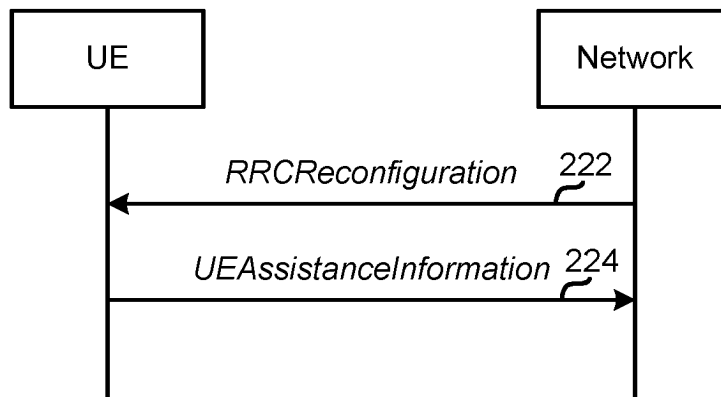 UE
Network
RRCReconfiguration 222
UEAssistanceInformation 224